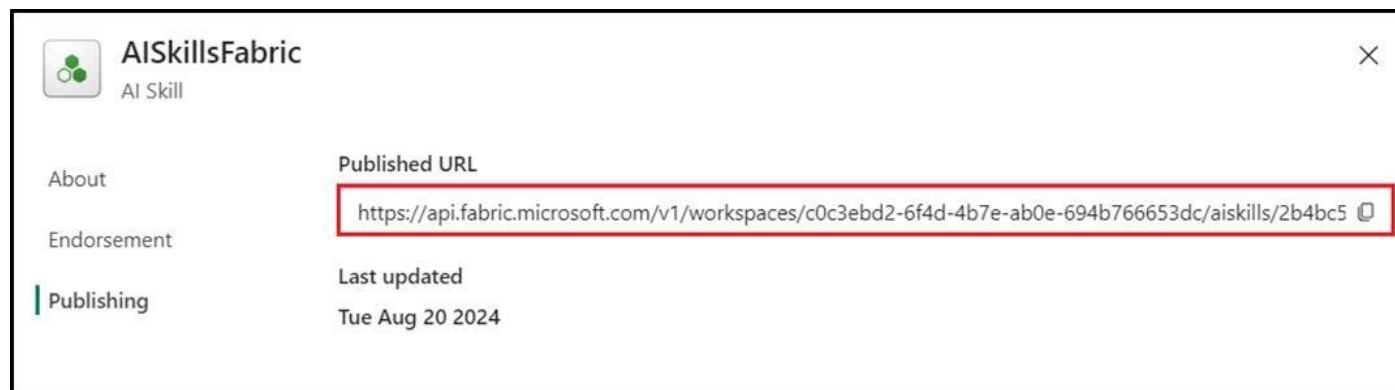 AISkillsFabric
AI Skill
About
Endorsement
Publishing
Published URL
https://api.fabric.microsoft.com/v1/workspaces/c0c3ebd2-6f4d-4b7e-ab0e-694b766653dc/aiskills/2b4bc5
Last updated
Tue Aug 20 2024